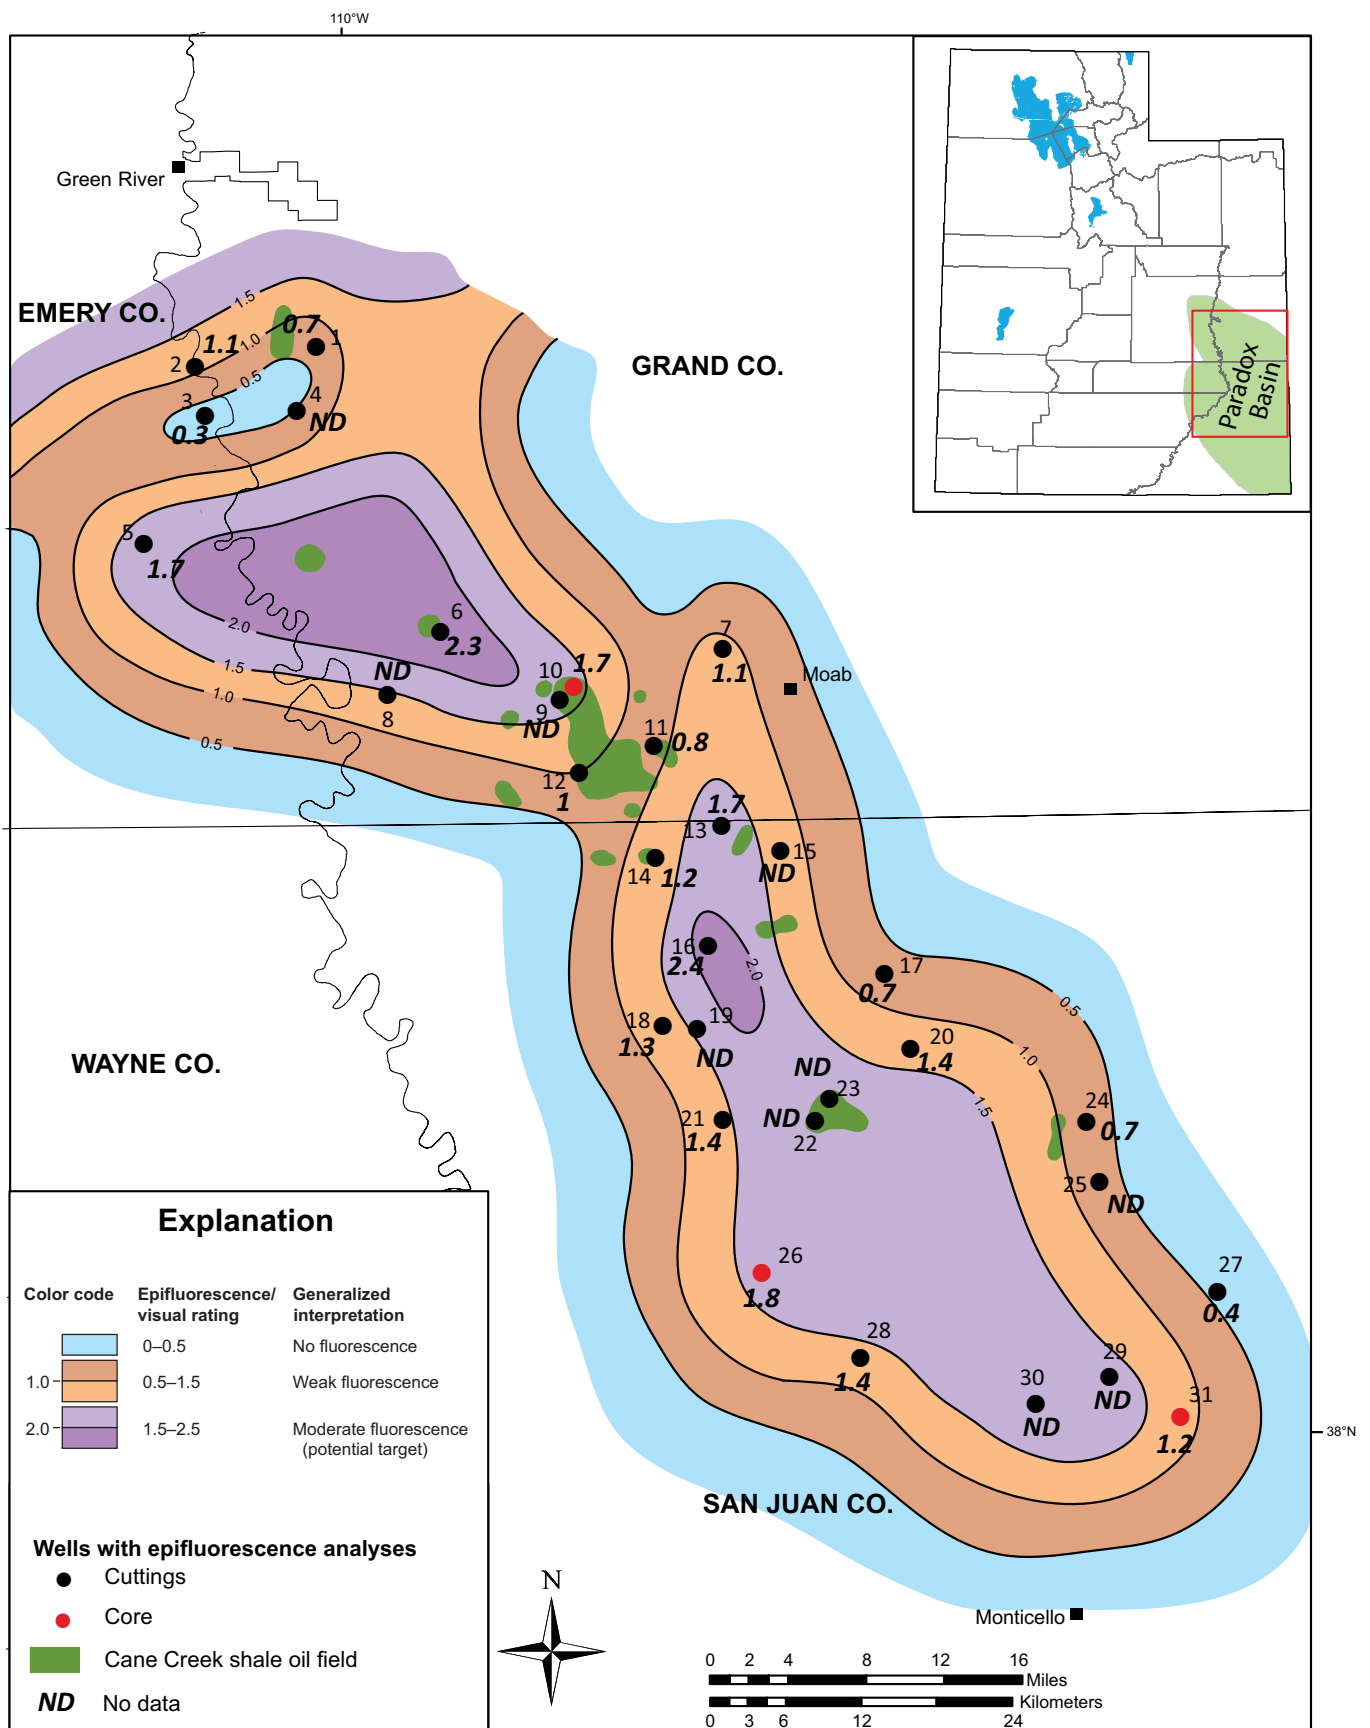 110°W
Green River
EMERY CO.
1.5
0.7
1.0
1
1.1
2
0.5
3
4
0.3
ND
GRAND CO.
Paradox
Basin
5
1.7
2.0
6
2.3
7
1.1
Moab
1.5
ND
10
1.7
1.0
8
9
ND
11
0.8
0.5
12
1
1.7
13
15
ND
14
1.2
16
2.4
2.0
17
0.7
0.5
18
1.3
19
ND
20
1.4
1.0
WAYNE CO.
ND
23
1.5
21
1.4
ND
22
24
0.7
25
ND
26
1.8
27
0.4
28
1.4
29
ND
30
ND
31
1.2
38°N
SAN JUAN CO.
Monticello
Explanation
Color code
Epifluorescence/
visual rating
Generalized
interpretation
0–0.5
No fluorescence
1.0
0.5–1.5
Weak fluorescence
2.0
1.5–2.5
Moderate fluorescence
(potential target)
Wells with epifluorescence analyses
Cuttings
Core
Cane Creek shale oil field
ND
No data
N
0 2 4 8 12 16
Miles
Kilometers
0 3 6 12 24